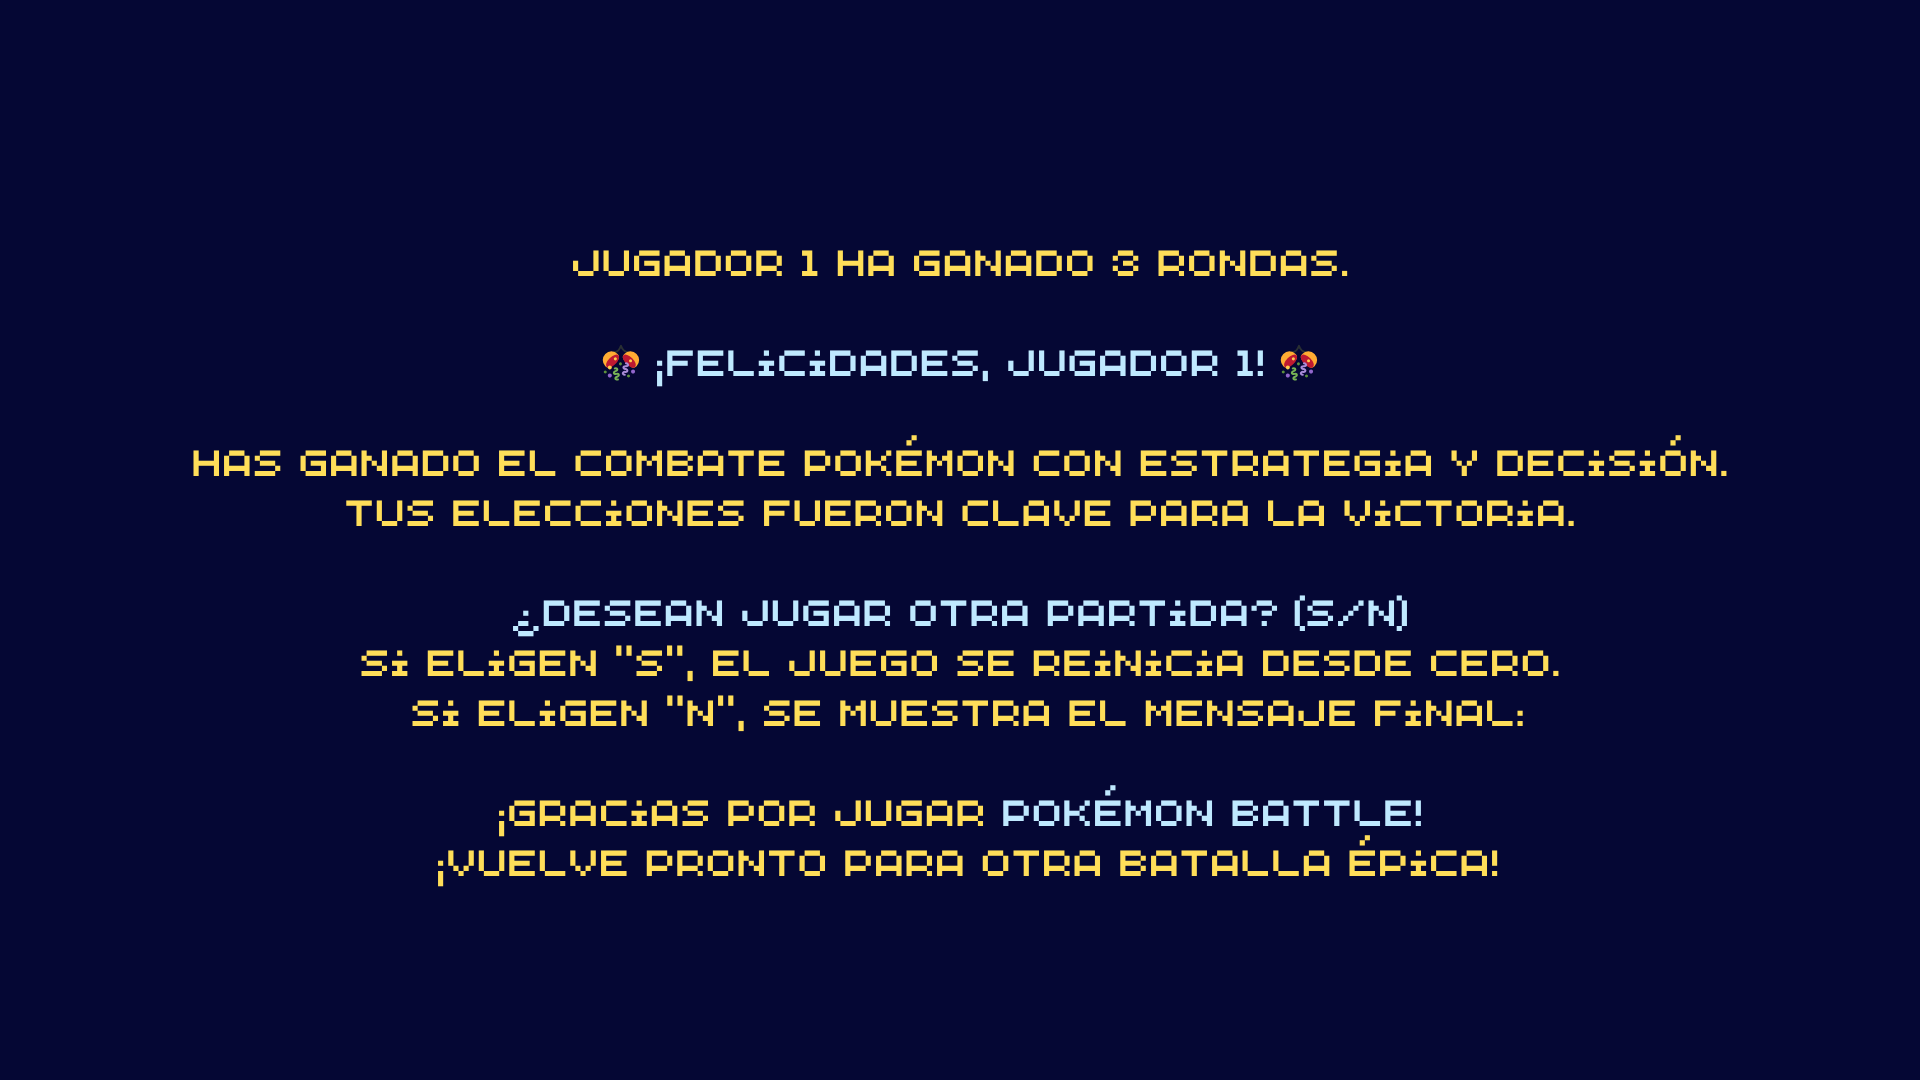 JUGADOR 1 HA GANADO 3 RONDAS.
🎊 ¡FELICIDADES, JUGADOR 1! 🎊
HAS GANADO EL COMBATE POKÉMON CON ESTRATEGIA Y DECISIÓN.
TUS ELECCIONES FUERON CLAVE PARA LA VICTORIA.
¿DESEAN JUGAR OTRA PARTIDA? (S/N)
SI ELIGEN "S", EL JUEGO SE REINICIA DESDE CERO.
SI ELIGEN "N", SE MUESTRA EL MENSAJE FINAL:
¡GRACIAS POR JUGAR POKÉMON BATTLE!
¡VUELVE PRONTO PARA OTRA BATALLA ÉPICA!